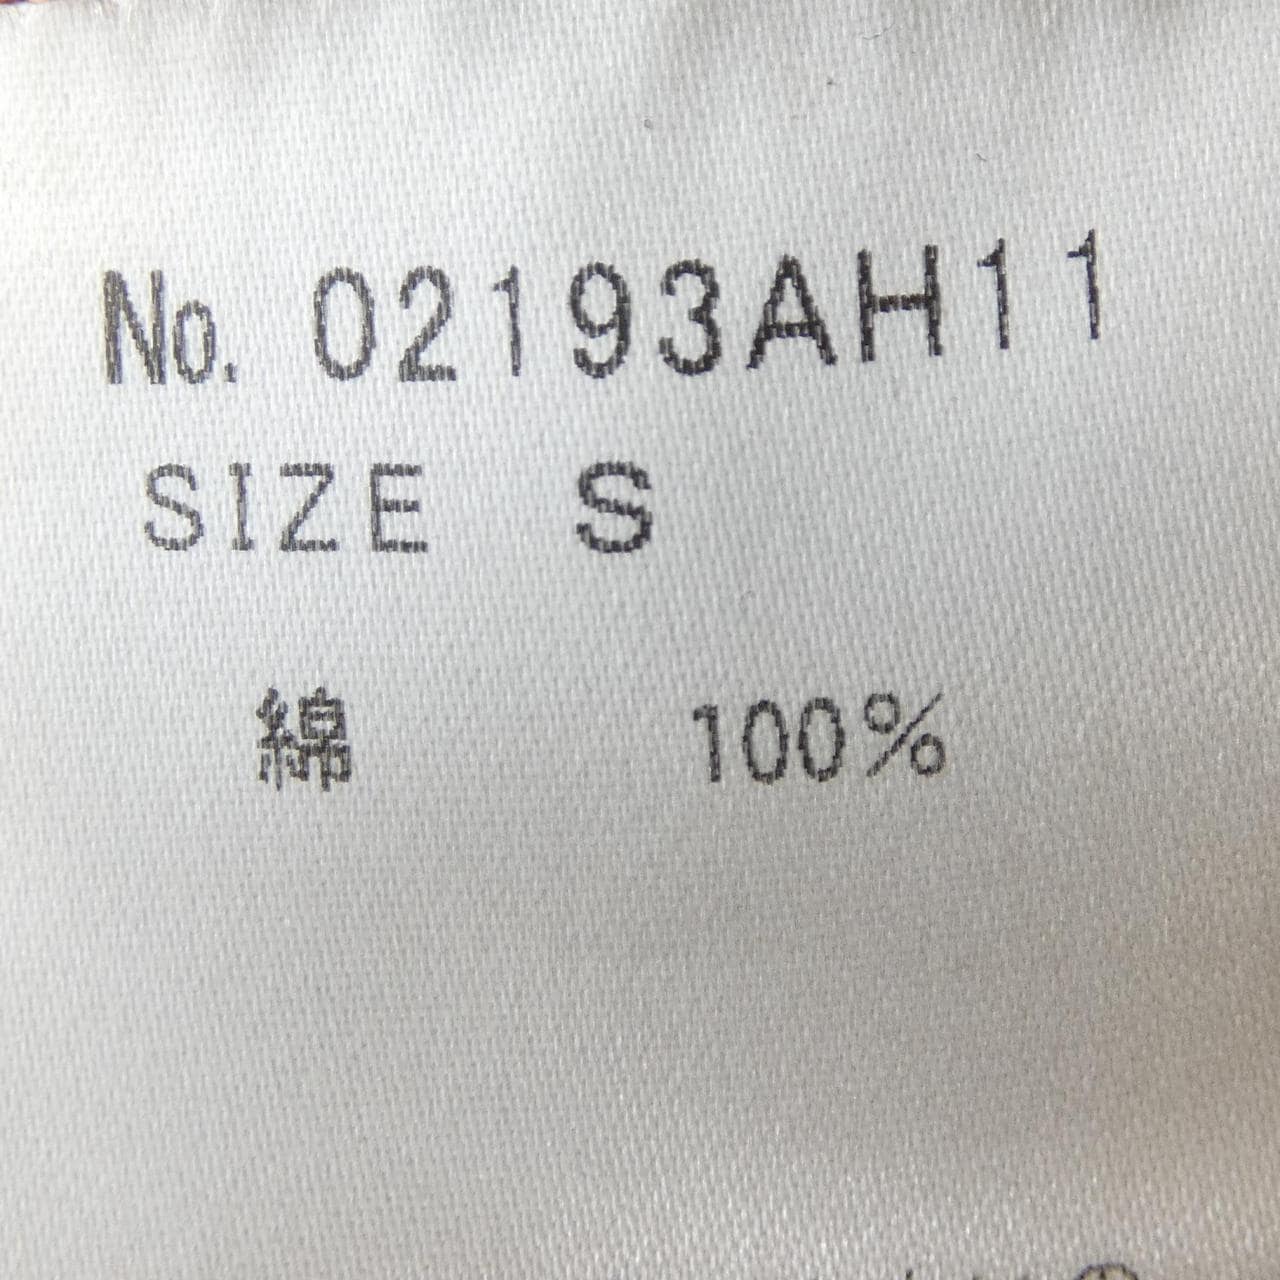 No. 02193AH11
SIZE S
綿 100%